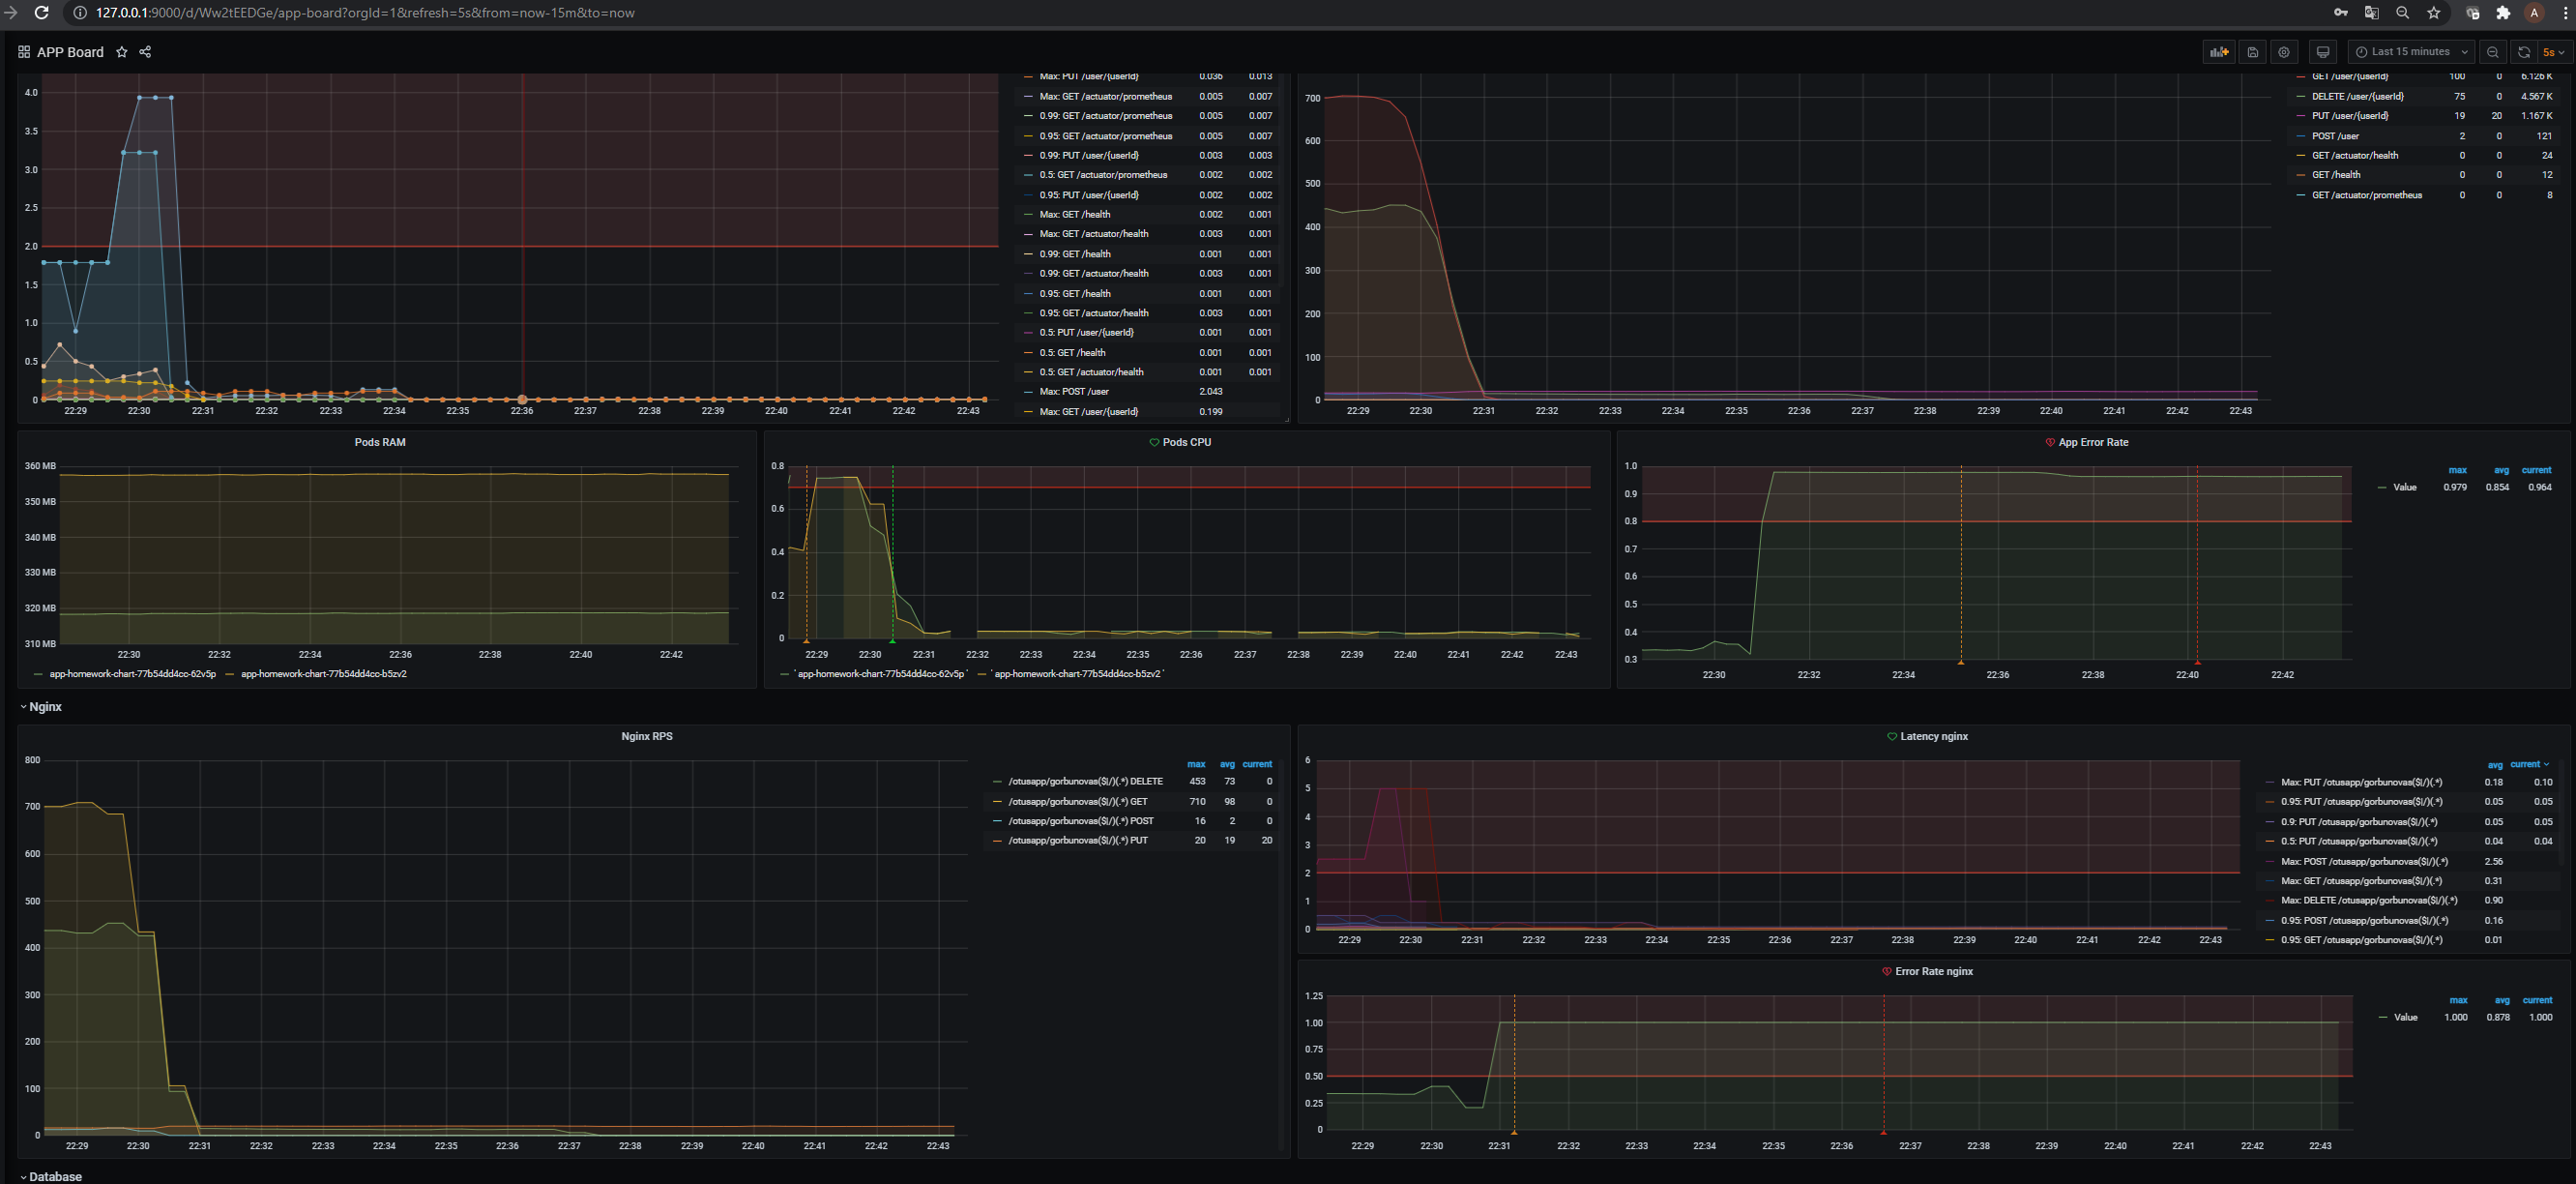 127.0.0.1:9000/d/Ww2tEEDGe/app-board?orgId=1&refresh=5s&from=now-15m&to=now
A
APP Board
Last 15 minutes
5s
4.0
3.5
3.0
2.5
2.0
1.5
1.0
0.5
0
22:29 22:30 22:31 22:32 22:33 22:34 22:35 22:36 22:37 22:38 22:39 22:40 22:41 22:42 22:43
Max: PUT /user/{userId} 0.036 0.013
Max: GET /actuator/prometheus 0.005 0.007
0.99: GET /actuator/prometheus 0.005 0.007
0.95: GET /actuator/prometheus 0.005 0.007
0.99: PUT /user/{userId} 0.003 0.003
0.5: GET /actuator/prometheus 0.002 0.002
0.95: PUT /user/{userId} 0.002 0.002
Max: GET /health 0.002 0.001
Max: GET /actuator/health 0.003 0.001
0.99: GET /health 0.001 0.001
0.99: GET /actuator/health 0.003 0.001
0.95: GET /health 0.001 0.001
0.95: GET /actuator/health 0.003 0.001
0.5: PUT /user/{userId} 0.001 0.001
0.5: GET /health 0.001 0.001
0.5: GET /actuator/health 0.001 0.001
Max: POST /user 2.043
Max: GET /user/{userId} 0.199
700
600
500
400
300
200
100
0
22:29 22:30 22:31 22:32 22:33 22:34 22:35 22:36 22:37 22:38 22:39 22:40 22:41 22:42 22:43
GET /user/{userId} 100 0 6.126 K
DELETE /user/{userId} 75 0 4.567 K
PUT /user/{userId} 19 20 1.167 K
POST /user 2 0 121
GET /actuator/health 0 0 24
GET /health 0 0 12
GET /actuator/prometheus 0 0 8
Pods RAM
360 MB
350 MB
340 MB
330 MB
320 MB
310 MB
22:30 22:32 22:34 22:36 22:38 22:40 22:42
app-homework-chart-77b54dd4cc-62v5p app-homework-chart-77b54dd4cc-b5zv2
Pods CPU
0.8
0.6
0.4
0.2
0
22:29 22:30 22:31 22:32 22:33 22:34 22:35 22:36 22:37 22:38 22:39 22:40 22:41 22:42 22:43
' app-homework-chart-77b54dd4cc-62v5p ' ' app-homework-chart-77b54dd4cc-b5zv2 '
App Error Rate
1.0
0.9
0.8
0.7
0.6
0.5
0.4
0.3
22:30 22:32 22:34 22:36 22:38 22:40 22:42
max avg current
Value 0.979 0.854 0.964
Nginx
Nginx RPS
800
700
600
500
400
300
200
100
0
22:29 22:30 22:31 22:32 22:33 22:34 22:35 22:36 22:37 22:38 22:39 22:40 22:41 22:42 22:43
max avg current
/otusapp/gorbunovas($|/)(.*) DELETE 453 73 0
/otusapp/gorbunovas($|/)(.*) GET 710 98 0
/otusapp/gorbunovas($|/)(.*) POST 16 2 0
/otusapp/gorbunovas($|/)(.*) PUT 20 19 20
Latency nginx
6
5
4
3
2
1
0
22:29 22:30 22:31 22:32 22:33 22:34 22:35 22:36 22:37 22:38 22:39 22:40 22:41 22:42 22:43
avg current
Max: PUT /otusapp/gorbunovas($|/)(.*) 0.18 0.10
0.95: PUT /otusapp/gorbunovas($|/)(.*) 0.05 0.05
0.9: PUT /otusapp/gorbunovas($|/)(.*) 0.05 0.05
0.5: PUT /otusapp/gorbunovas($|/)(.*) 0.04 0.04
Max: POST /otusapp/gorbunovas($|/)(.*) 2.56
Max: GET /otusapp/gorbunovas($|/)(.*) 0.31
Max: DELETE /otusapp/gorbunovas($|/)(.*) 0.90
0.95: POST /otusapp/gorbunovas($|/)(.*) 0.16
0.95: GET /otusapp/gorbunovas($|/)(.*) 0.01
Error Rate nginx
1.25
1.00
0.75
0.50
0.25
0
22:29 22:30 22:31 22:32 22:33 22:34 22:35 22:36 22:37 22:38 22:39 22:40 22:41 22:42 22:43
max avg current
Value 1.000 0.878 1.000
Database